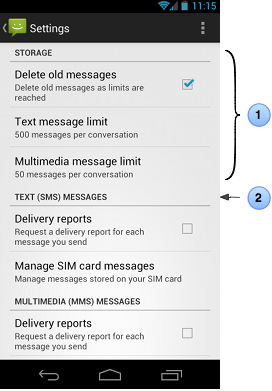 11:15
Settings
STORAGE
Delete old messages
Delete old messages as limits are
reached
Text message limit
500 messages per conversation
Multimedia message limit
50 messages per conversation
TEXT (SMS) MESSAGES
Delivery reports
Request a delivery report for each
message you send
Manage SIM card messages
Manage messages stored on your SIM card
MULTIMEDIA (MMS) MESSAGES
Delivery reports
Request a delivery report for each
message you send
1
2